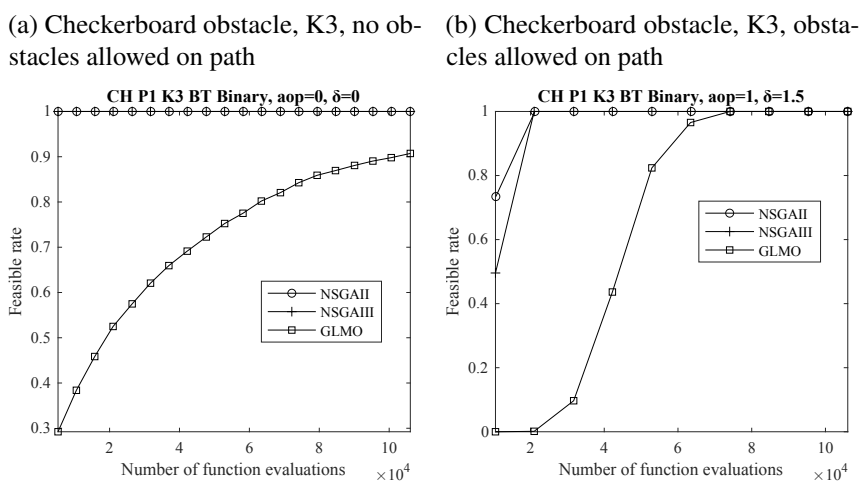 (a) Checkerboard obstacle, K3, no ob-
stacles allowed on path
CH P1 K3 BT Binary, aop=0, δ=0
1
0.9
0.8
0.7
0.6
0.5
0.4
0.3
Feasible rate
NSGAII
NSGAIII
GLMO
2 4 6 8 10
Number of function evaluations
×10⁴
(b) Checkerboard obstacle, K3, obsta-
cles allowed on path
CH P1 K3 BT Binary, aop=1, δ=1.5
1
0.8
0.6
0.4
0.2
0
Feasible rate
NSGAII
NSGAIII
GLMO
2 4 6 8 10
Number of function evaluations
×10⁴